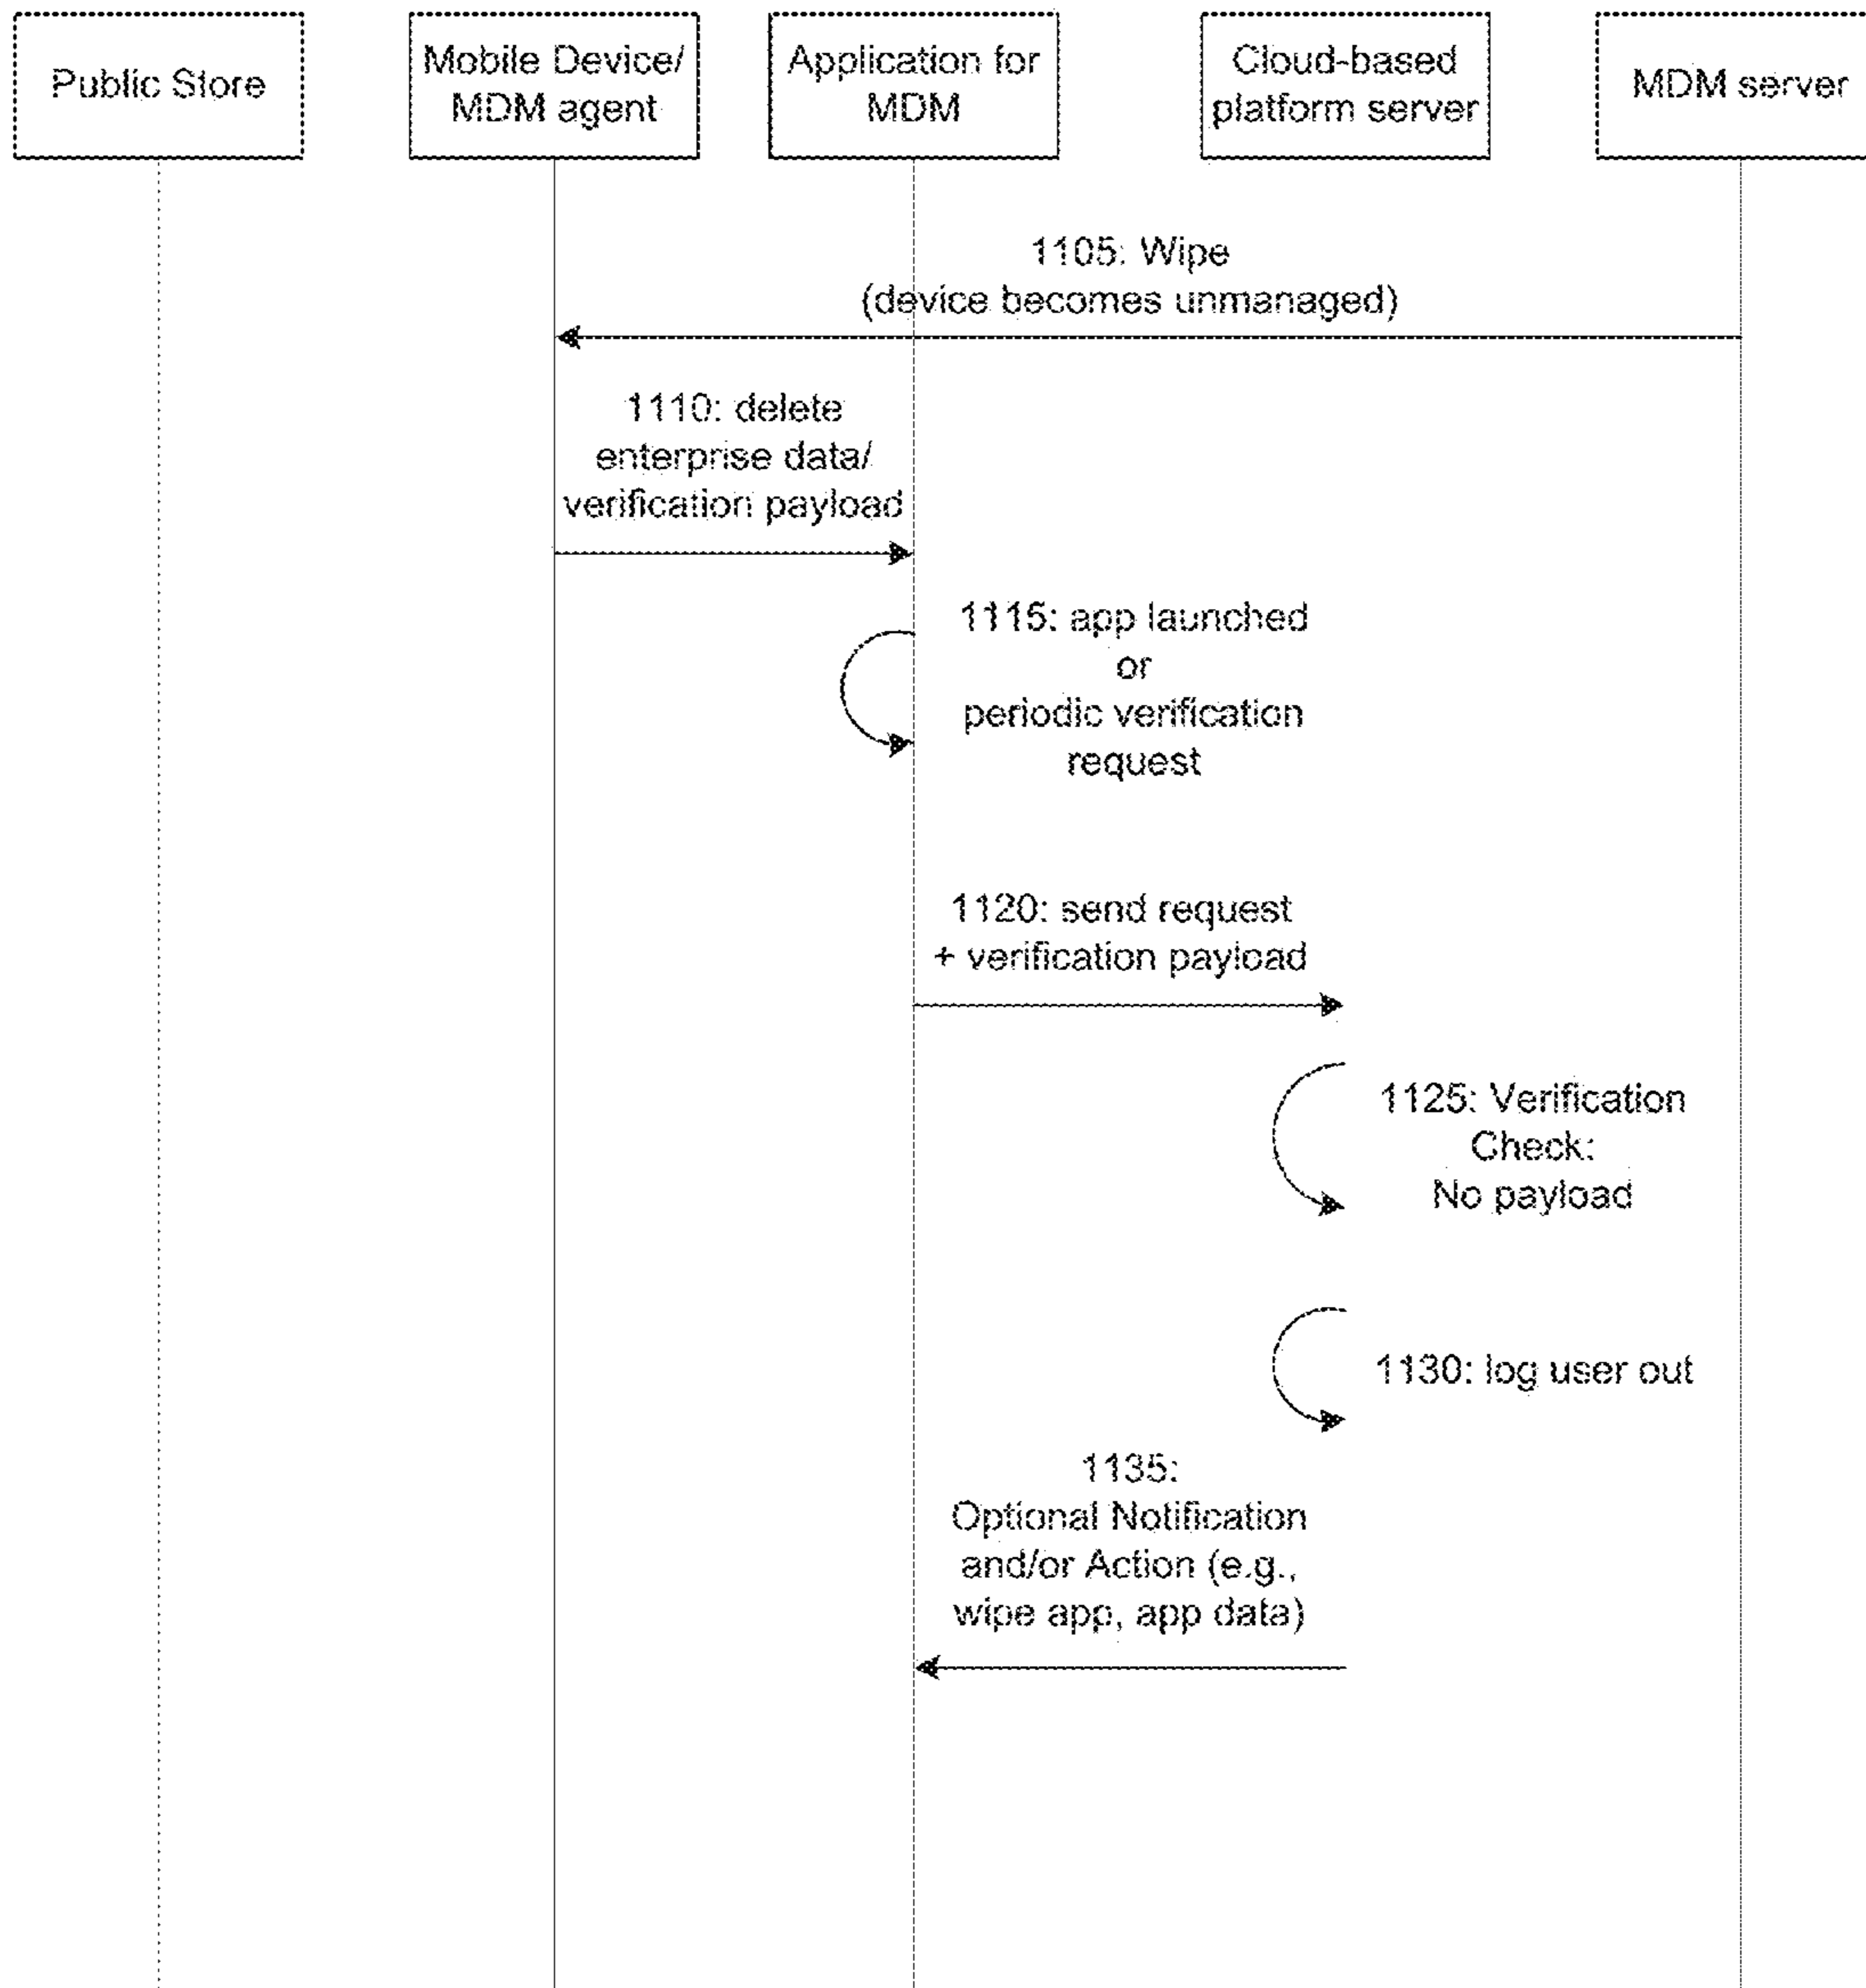 Public Store
Mobile Device/
MDM agent
Application for
MDM
Cloud-based
platform server
MDM server
1105: Wipe
(device becomes unmanaged)
1110: delete
enterprise data/
verification payload
1115: app launched
or
periodic verification
request
1120: send request
+ verification payload
1125: Verification
Check:
No payload
1130: log user out
1135:
Optional Notification
and/or Action (e.g.,
wipe app, app data)